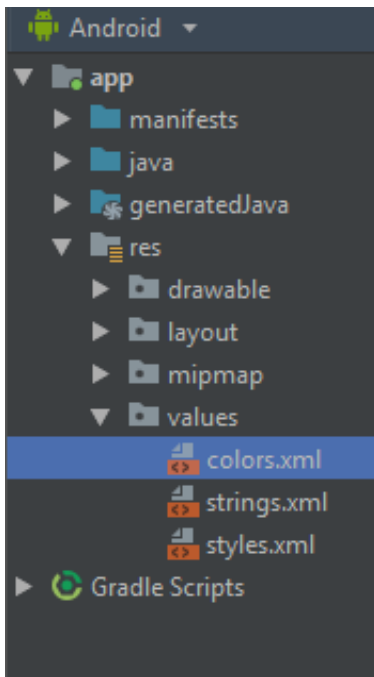 Android
app
manifests
java
generatedJava
res
drawable
layout
mipmap
values
colors.xml
strings.xml
styles.xml
Gradle Scripts